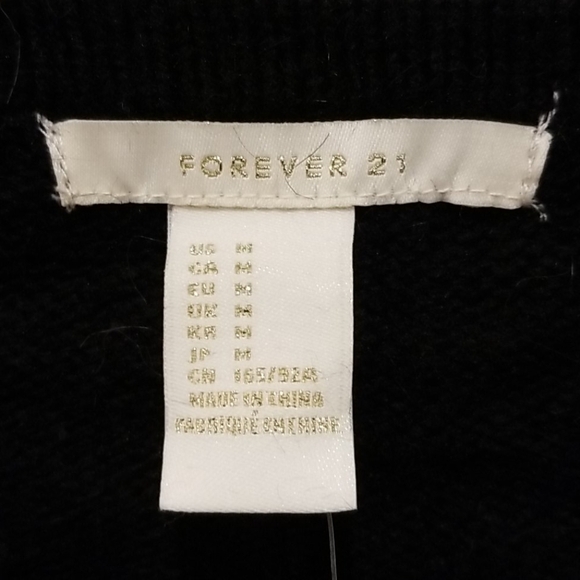 FOREVER 21
US M
CA M
EU M
UK M
KR M
JP M
CN 165/92A
MADE IN CHINA
FABRIQUÉ EN CHINE